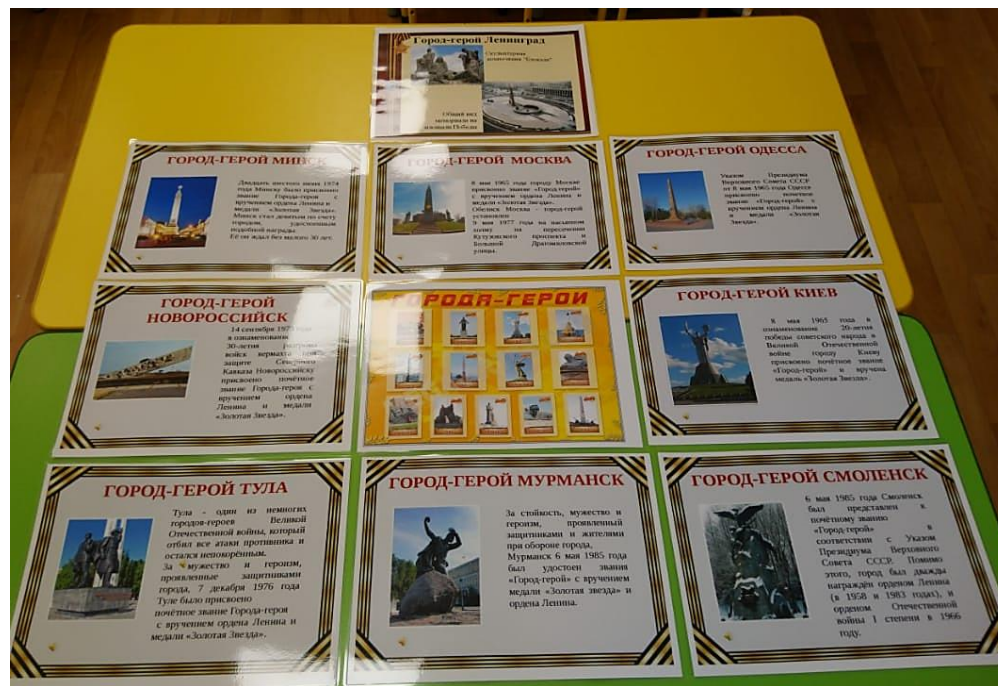 Город-герой Ленинград
Скульптурная
композиция "Блокада"
Общий вид
мемориала на
площади Победы
ГОРОД-ГЕРОЙ МИНСК
Двадцать шестого июня 1974
года Минску было присвоено
звание Города-героя с
вручением ордена Ленина и
медали «Золотая Звезда».
Минск стал девятым по счету
городом, удостоенным
подобной награды.
Её он ждал без малого 30 лет.
ГОРОД-ГЕРОЙ МОСКВА
8 мая 1965 года городу Москве
присвоено звание «Город-герой»
с вручением ордена Ленина и
медали «Золотая Звезда».
Обелиск Москва - город-герой
установлен
9 мая 1977 года на насыпном
холму на пересечении
Кутузовского проспекта и
Большой Дрогомиловской
улицы.
ГОРОД-ГЕРОЙ ОДЕССА
Указом Президиума
Верховного Совета СССР
от 8 мая 1965 года Одессе
присвоено почётное
звание «Город-герой» с
вручением ордена Ленина
и медали «Золотая
Звезда».
ГОРОД-ГЕРОЙ
НОВОРОССИЙСК
14 сентября 1973 года
в ознаменование
30-летия разгрома
войск вермахта при
защите Северного
Кавказа Новороссийску
присвоено почётное
звание Города-героя с
вручением ордена
Ленина и медали
«Золотая Звезда».
ГОРОДА-ГЕРОИ
ГОРОД-ГЕРОЙ КИЕВ
8 мая 1965 года в
ознаменование 20-летия
победы советского народа в
Великой Отечественной
войне городу Киеву
присвоено почётное звание
«Город-герой» и вручена
медаль «Золотая Звезда».
ГОРОД-ГЕРОЙ ТУЛА
Тула - один из немногих
городов-героев Великой
Отечественной войны, который
отбил все атаки противника и
остался непокорённым.
За мужество и героизм,
проявленные защитниками
города, 7 декабря 1976 года
Туле было присвоено
почётное звание Города-героя
с вручением ордена Ленина и
медали «Золотая Звезда».
ГОРОД-ГЕРОЙ МУРМАНСК
За стойкость, мужество и
героизм, проявленный
защитниками и жителями
при обороне города,
Мурманск 6 мая 1985 года
был удостоен звания
«Город-герой» с вручением
медали «Золотая звезда» и
ордена Ленина.
ГОРОД-ГЕРОЙ СМОЛЕНСК
6 мая 1985 года Смоленск
был представлен к
почётному званию
«Город-герой» в
соответствии с Указом
Президиума Верховного
Совета СССР. Помимо
этого, город был дважды
награждён орденом Ленина
(в 1958 и 1983 годах), и
орденом Отечественной
войны I степени в 1966
году.